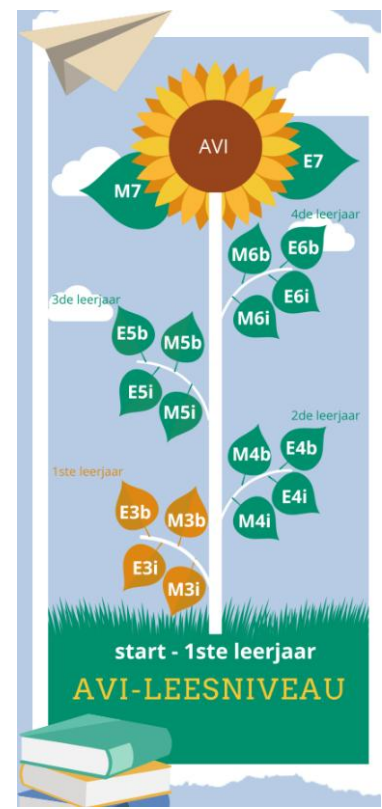 AVI
M7
E7
4de leerjaar
M6b
E6b
M6i
E6i
3de leerjaar
E5b
M5b
E5i
M5i
2de leerjaar
M4b
E4b
M4i
E4i
1ste leerjaar
E3b
M3b
E3i
M3i
start - 1ste leerjaar
AVI-LEESNIVEAU